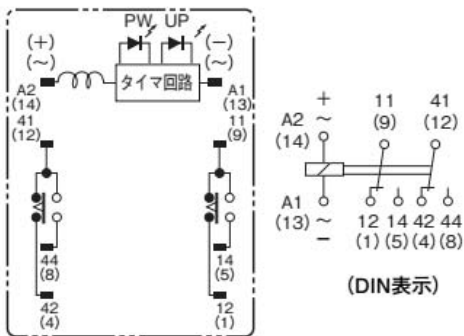 PW UP
(+) (−)
(~) (~)
タイマ回路
A2 A1
(14) (13)
41 11
(12) (9)
44 14
(8) (5)
42 12
(4) (1)
+ 11 41
A2 ~ (9) (12)
(14)
A1
(13) ~ 12 14 42 44
− (1) (5) (4) (8)
(DIN表示)